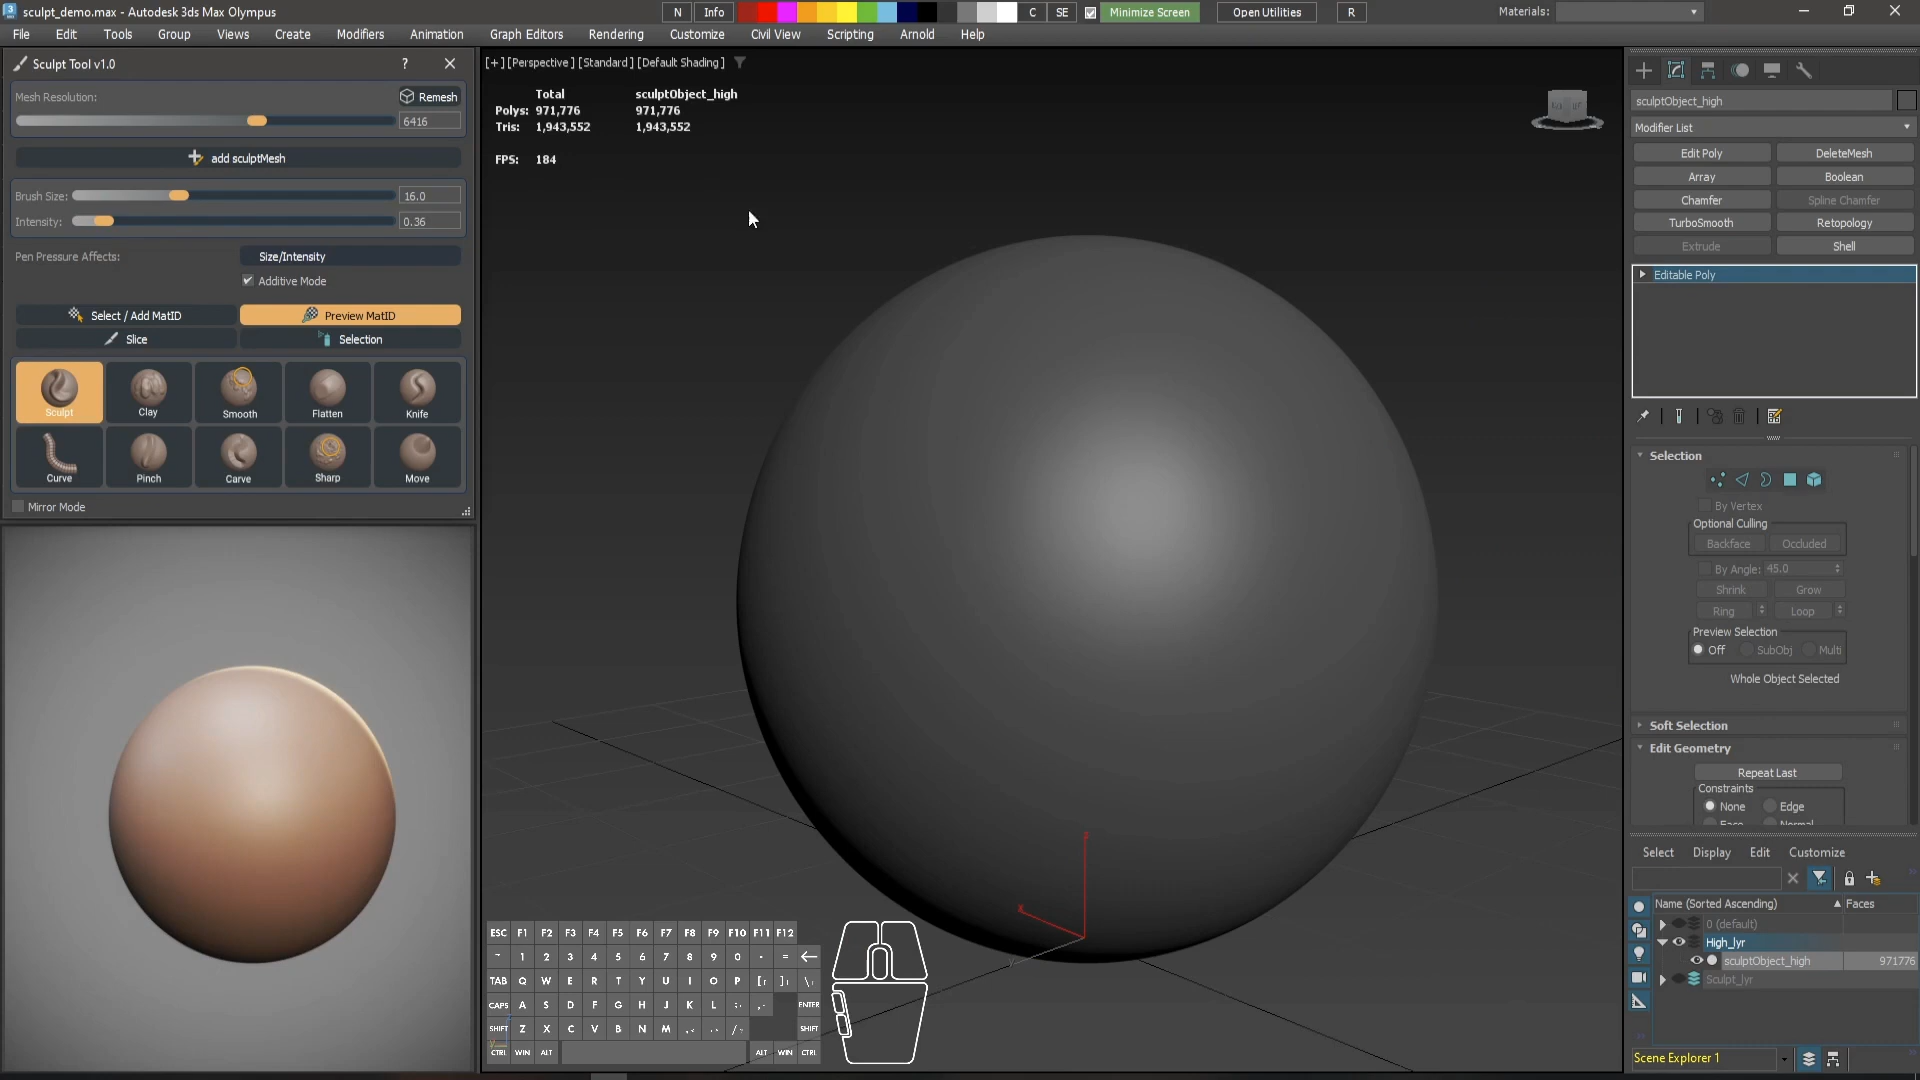 sculpt_demo.max - Autodesk 3ds Max Olympus
N Info C SE Minimize Screen Open Utilities R Materials:
File Edit Tools Group Views Create Modifiers Animation Graph Editors Rendering Customize Civil View Scripting Arnold Help
Sculpt Tool v1.0 ?
Mesh Resolution: Remesh
6416
add sculptMesh
Brush Size: 16.0
Intensity: 0.36
Pen Pressure Affects: Size/Intensity
Additive Mode
Select / Add MatID Preview MatID
Slice Selection
Sculpt Clay Smooth Flatten Knife
Curve Pinch Carve Sharp Move
Mirror Mode
[+] [Perspective] [Standard] [Default Shading]
Total sculptObject_high
Polys: 971,776 971,776
Tris: 1,943,552 1,943,552
FPS: 184
z
x
ESC F1 F2 F3 F4 F5 F6 F7 F8 F9 F10 F11 F12
~ 1 2 3 4 5 6 7 8 9 0 - =
TAB Q W E R T Y U I O P [ ] \
CAPS A S D F G H J K L ; ENTER
SHIFT Z X C V B N M / SHIFT
CTRL WIN ALT ALT WIN CTRL
sculptObject_high
Modifier List
Edit Poly DeleteMesh
Array Boolean
Chamfer Spline Chamfer
TurboSmooth Retopology
Extrude Shell
Editable Poly
Selection
By Vertex
Optional Culling
Backface Occluded
By Angle: 45.0
Shrink Grow
Ring Loop
Preview Selection
Off SubObj Multi
Whole Object Selected
Soft Selection
Edit Geometry
Repeat Last
Constraints
None Edge
Face Normal
Select Display Edit Customize
Name (Sorted Ascending) Faces
0 (default)
High_lyr
sculptObject_high 971776
Sculpt_lyr
Scene Explorer 1